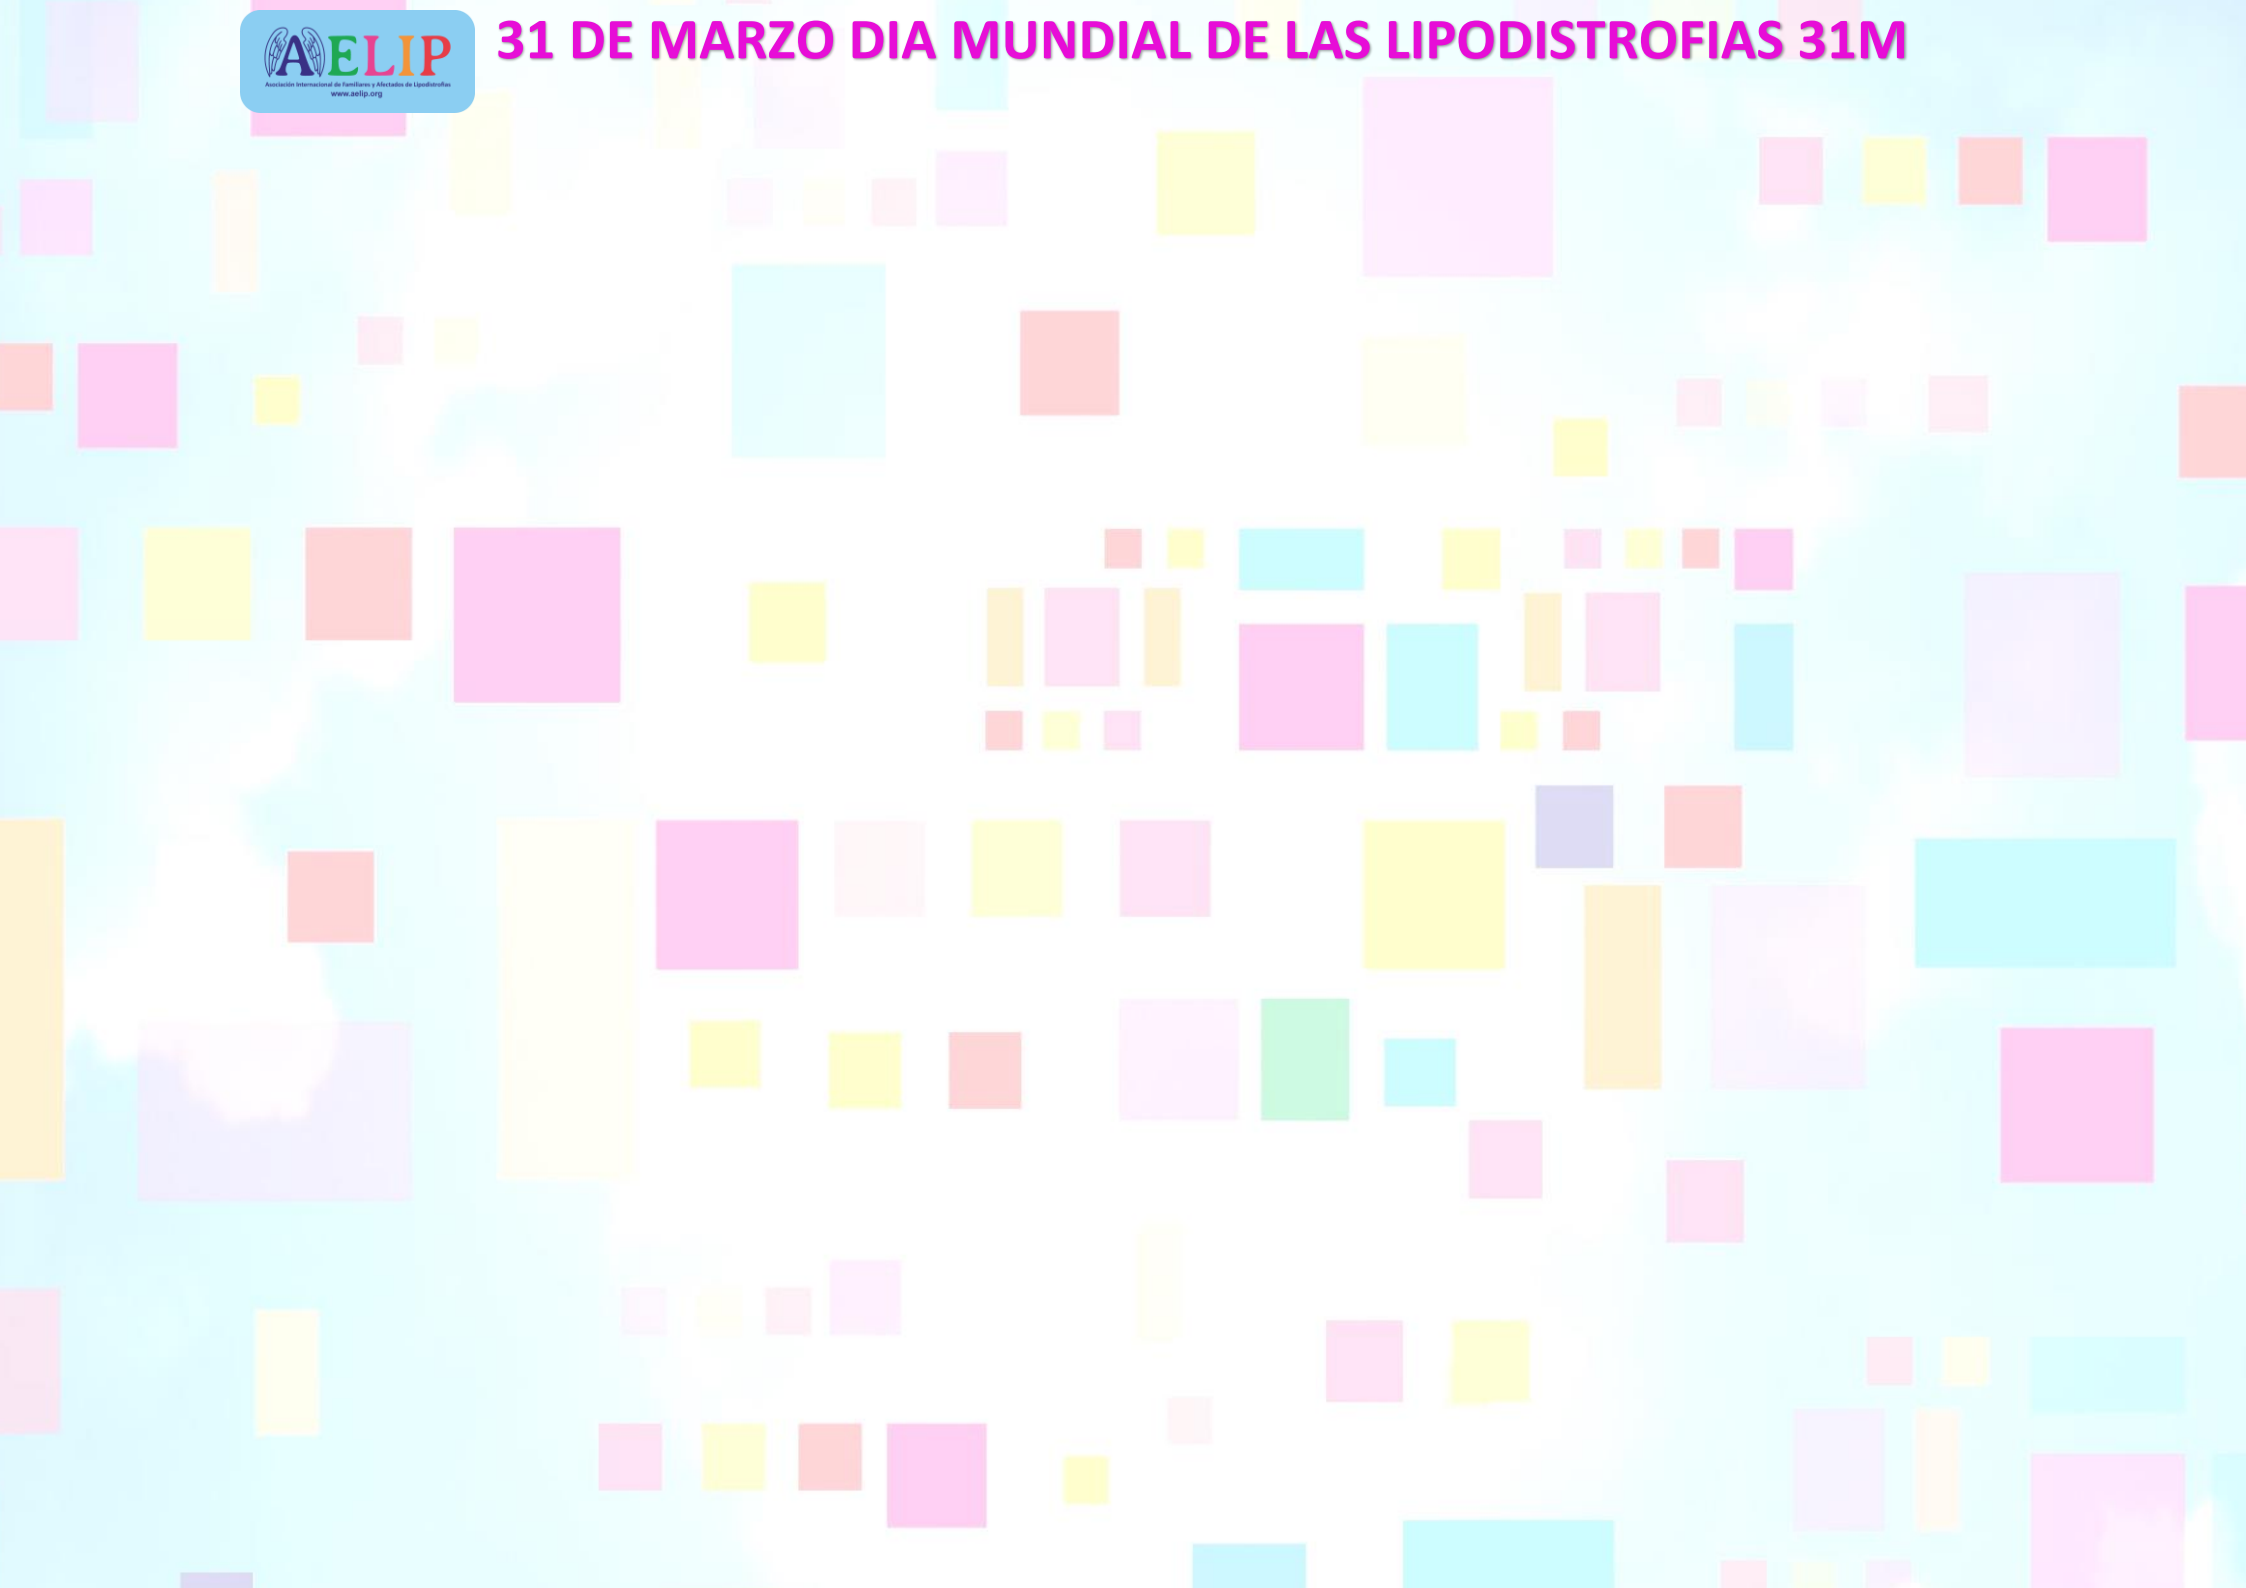 31 DE MARZO DIA MUNDIAL DE LAS LIPODISTROFIAS 31M
AELIP
Asociación Internacional de Familiares y Afectados de Lipodistrofias
www.aelip.org